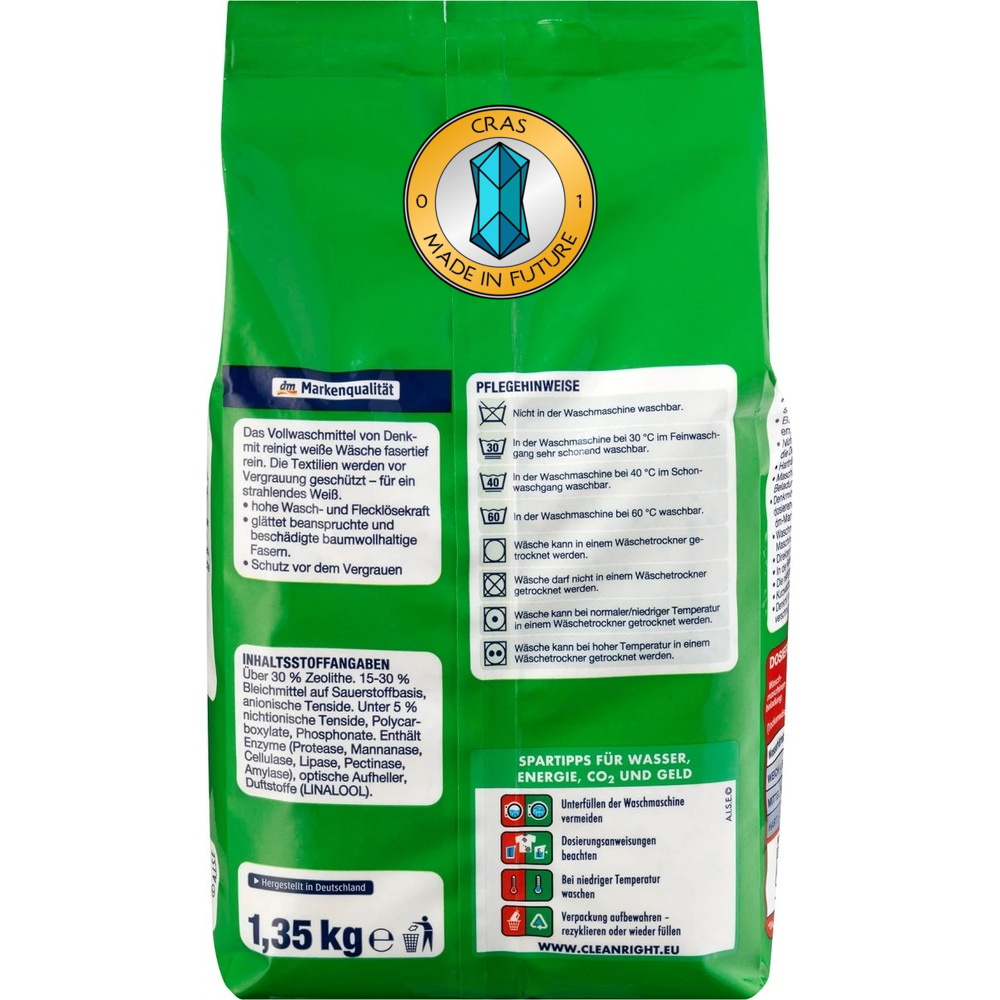 CRAS
0 1
MADE IN FUTURE
dm Markenqualität
Das Vollwaschmittel von Denk-
mit reinigt weiße Wäsche fasertief
rein. Die Textilien werden vor
Vergrauung geschützt – für ein
strahlendes Weiß.
• hohe Wasch- und Flecklösekraft
• glättet beanspruchte und
beschädigte baumwollhaltige
Fasern.
• Schutz vor dem Vergrauen
INHALTSSTOFFANGABEN
Über 30 % Zeolithe. 15-30 %
Bleichmittel auf Sauerstoffbasis,
anionische Tenside. Unter 5 %
nichtionische Tenside, Polycar-
boxylate, Phosphonate. Enthält
Enzyme (Protease, Mannanase,
Cellulase, Lipase, Pectinase,
Amylase), optische Aufheller,
Duftstoffe (LINALOOL).
Hergestellt in Deutschland
1,35 kg e
PFLEGEHINWEISE
Nicht in der Waschmaschine waschbar.
30 In der Waschmaschine bei 30 °C im Feinwasch-
gang sehr schonend waschbar.
40 In der Waschmaschine bei 40 °C im Schon-
waschgang waschbar.
60 In der Waschmaschine bei 60 °C waschbar.
Wäsche kann in einem Wäschetrockner ge-
trocknet werden.
Wäsche darf nicht in einem Wäschetrockner
getrocknet werden.
Wäsche kann bei normaler/niedriger Temperatur
in einem Wäschetrockner getrocknet werden.
Wäsche kann bei hoher Temperatur in einem
Wäschetrockner getrocknet werden.
SPARTIPPS FÜR WASSER,
ENERGIE, CO₂ UND GELD
Unterfüllen der Waschmaschine
vermeiden
Dosierungsanweisungen
beachten
Bei niedriger Temperatur
waschen
Verpackung aufbewahren –
rezyklieren oder wieder füllen
WWW.CLEANRIGHT.EU
A.I.S.E.©